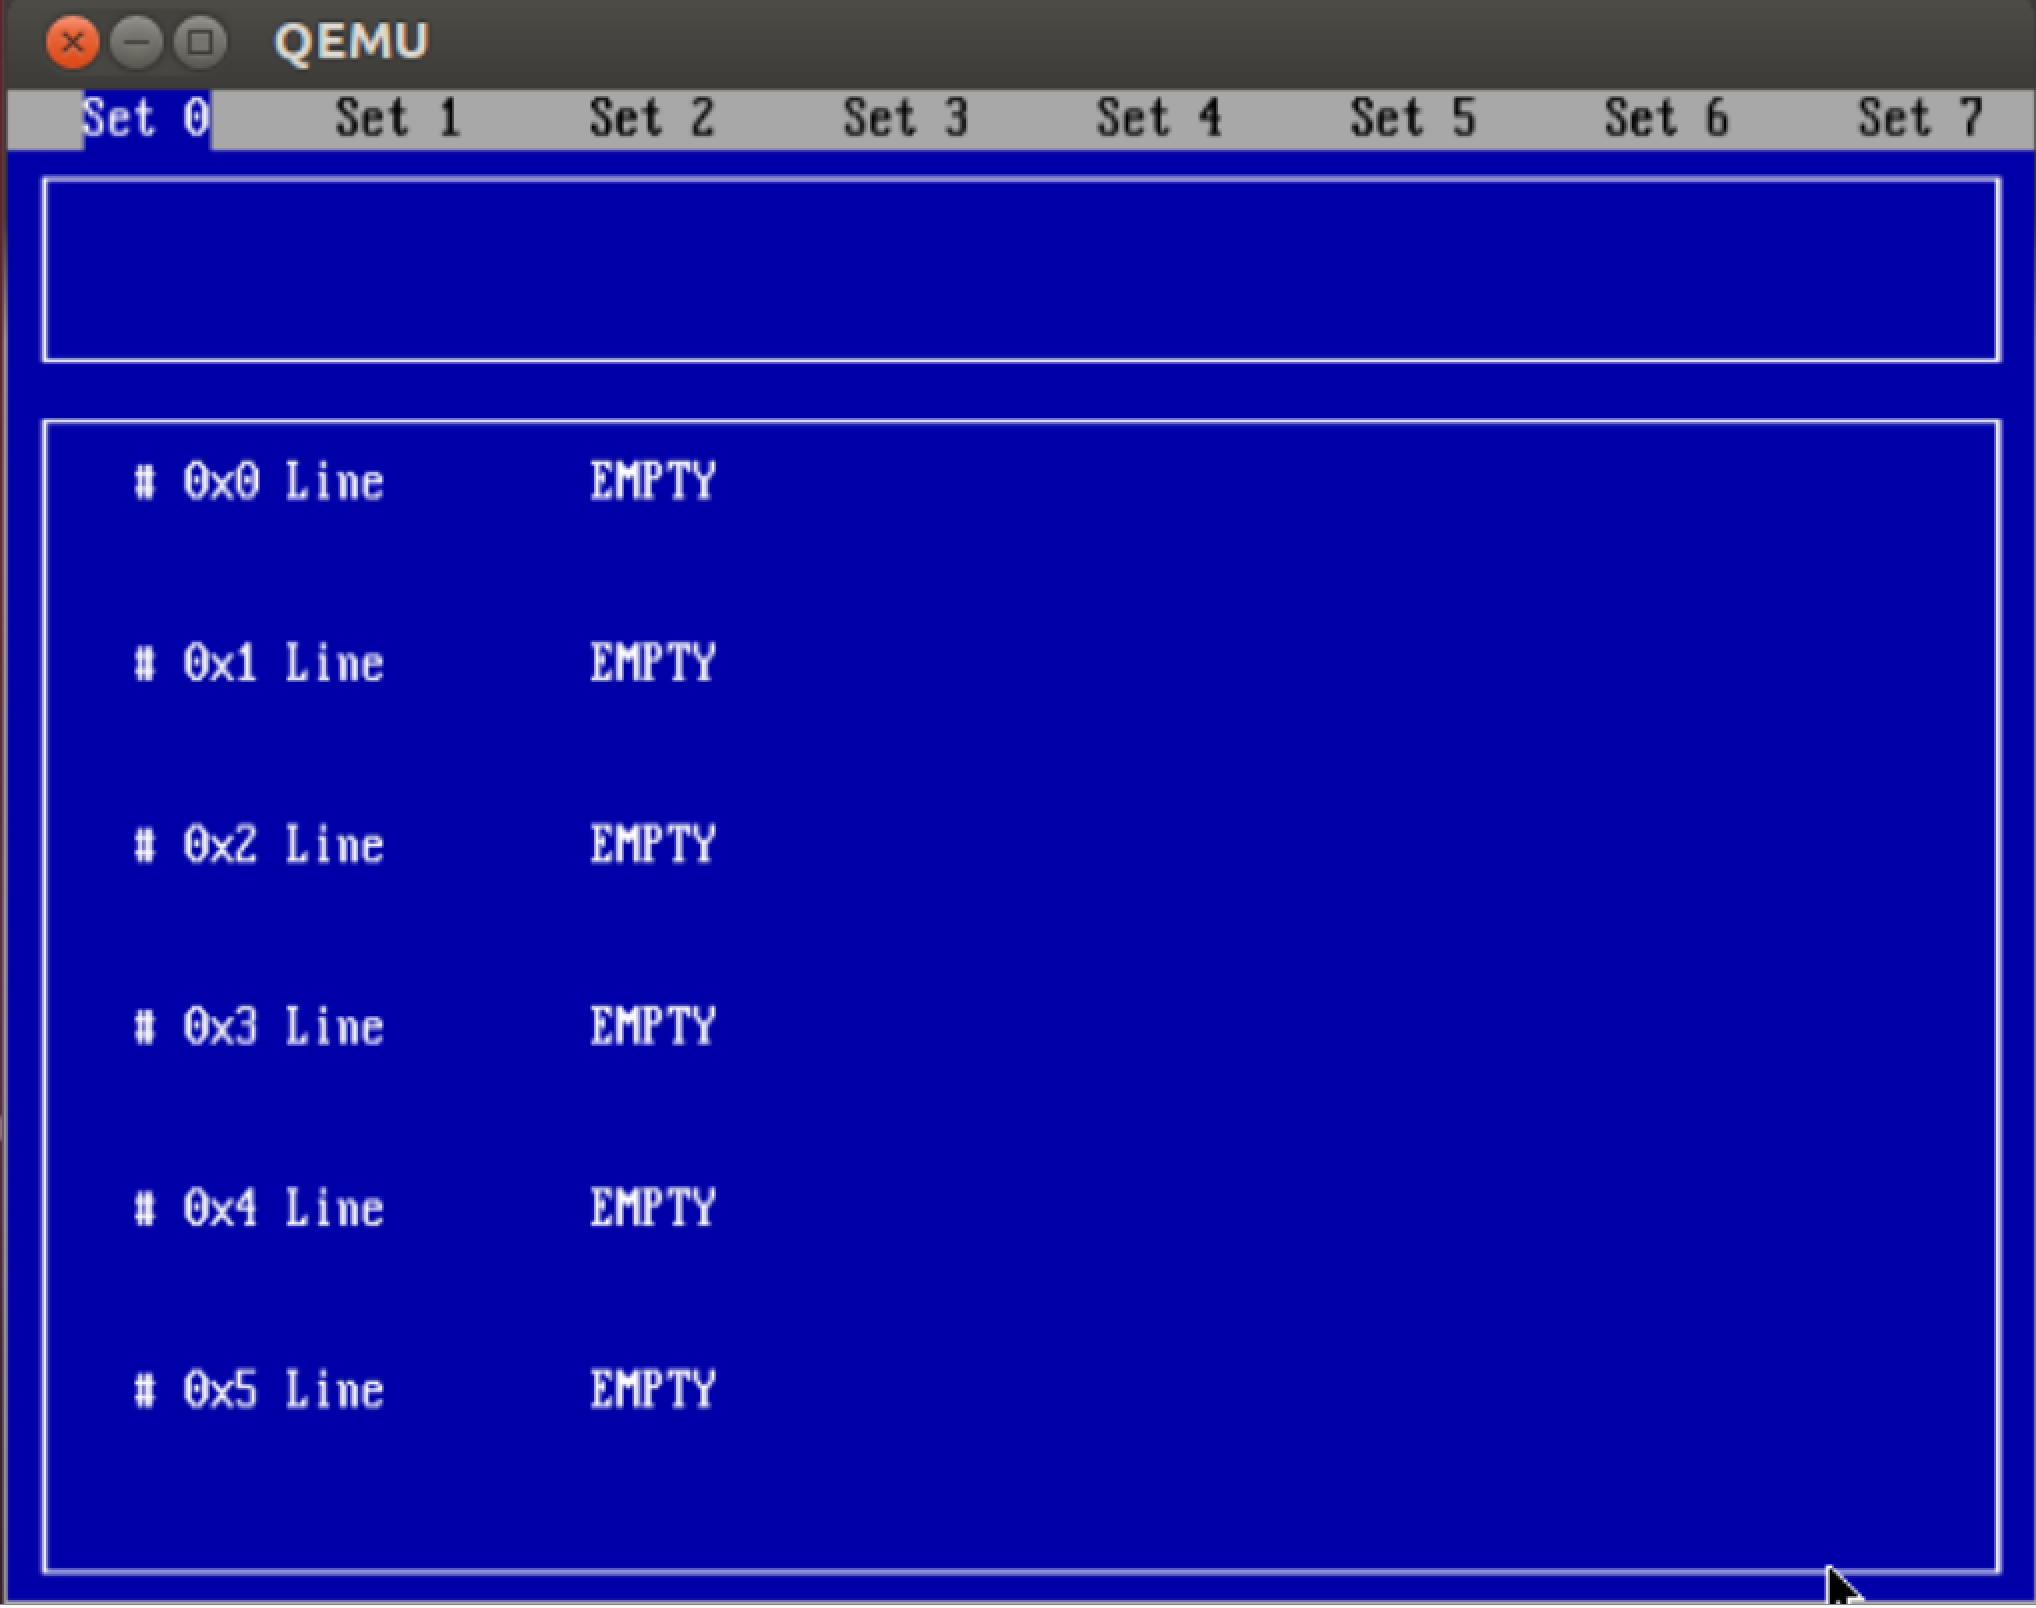 QEMU
Set 0 Set 1 Set 2 Set 3 Set 4 Set 5 Set 6 Set 7
# 0x0 Line EMPTY
# 0x1 Line EMPTY
# 0x2 Line EMPTY
# 0x3 Line EMPTY
# 0x4 Line EMPTY
# 0x5 Line EMPTY